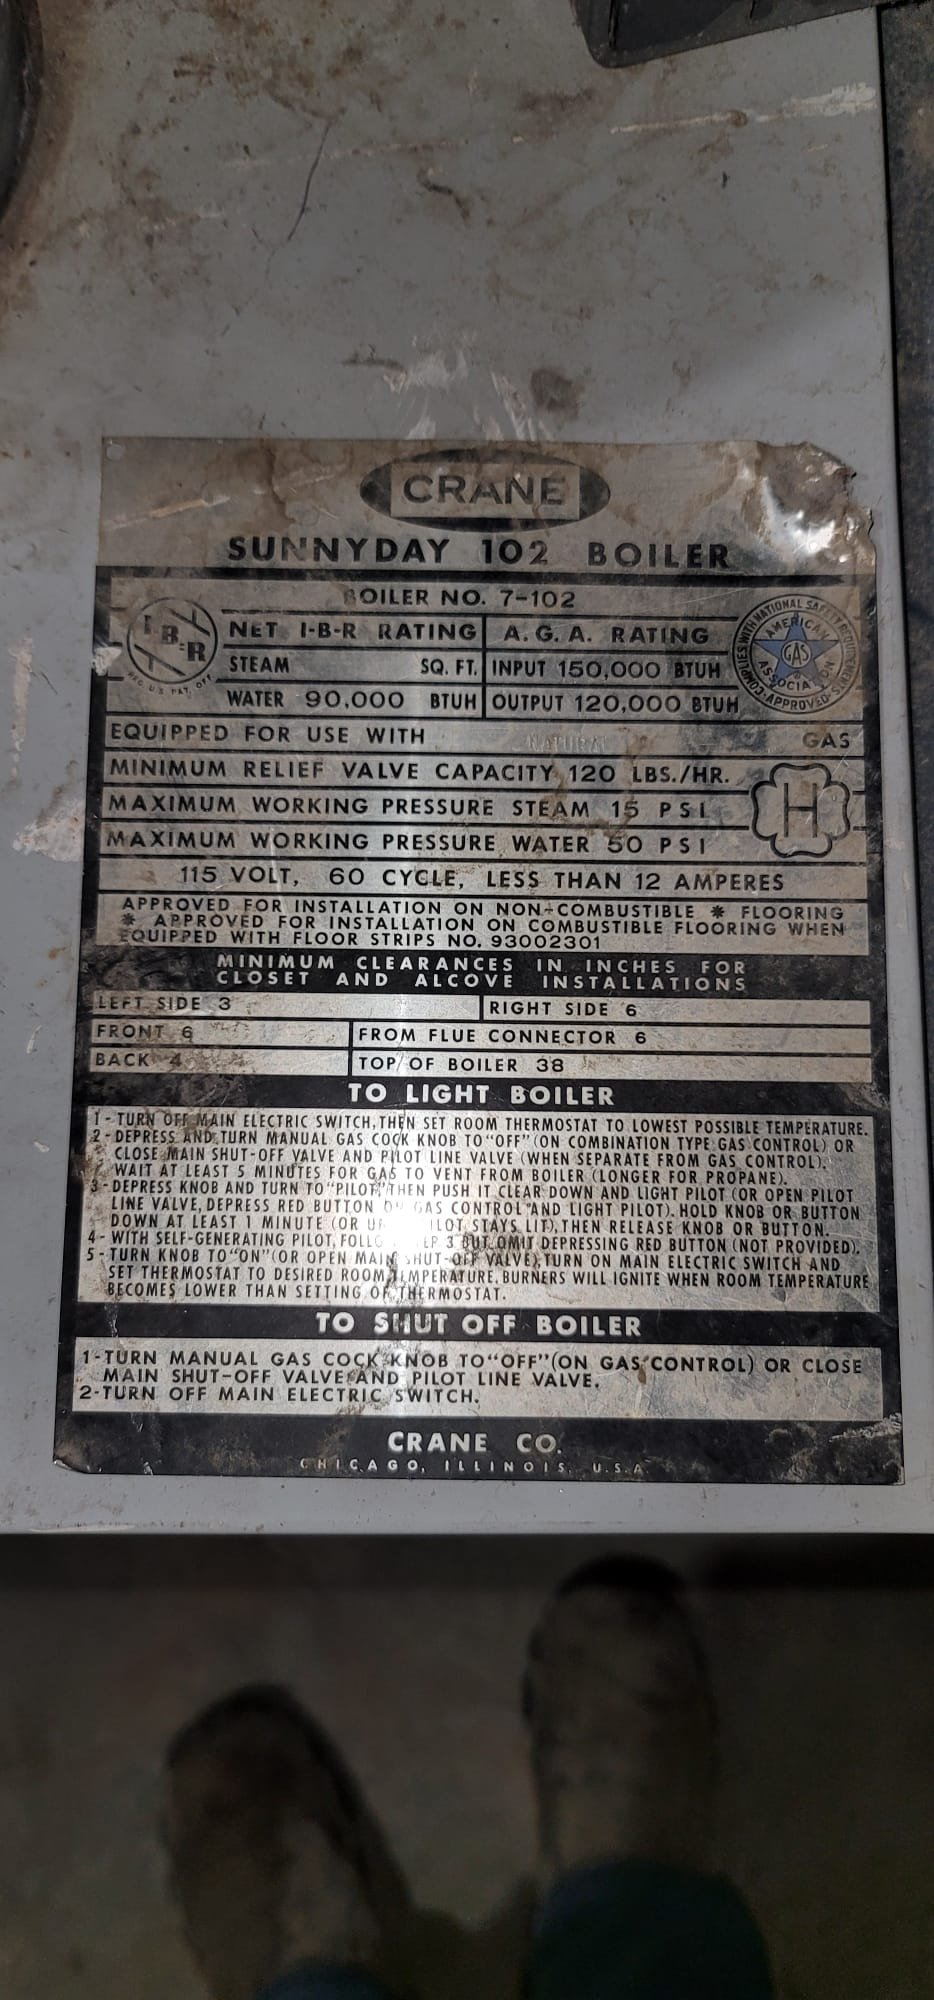 CRANE
SUNNYDAY 102 BOILER
BOILER NO. 7-102
I-B-R
REG. U.S. PAT. OFF.
NET I-B-R RATING
A.G.A. RATING
STEAM SQ. FT.
INPUT 150,000 BTUH
WATER 90,000 BTUH
OUTPUT 120,000 BTUH
COMPLIES WITH NATIONAL SAFETY REQUIREMENTS
AMERICAN
GAS
ASSOCIATION
APPROVED
EQUIPPED FOR USE WITH NATURAL GAS
MINIMUM RELIEF VALVE CAPACITY 120 LBS./HR.
MAXIMUM WORKING PRESSURE STEAM 15 PSI
H
MAXIMUM WORKING PRESSURE WATER 50 PSI
115 VOLT, 60 CYCLE, LESS THAN 12 AMPERES
APPROVED FOR INSTALLATION ON NON-COMBUSTIBLE * FLOORING
* APPROVED FOR INSTALLATION ON COMBUSTIBLE FLOORING WHEN
EQUIPPED WITH FLOOR STRIPS NO. 93002301
MINIMUM CLEARANCES IN INCHES FOR
CLOSET AND ALCOVE INSTALLATIONS
LEFT SIDE 3
RIGHT SIDE 6
FRONT 6
FROM FLUE CONNECTOR 6
BACK 4
TOP OF BOILER 38
TO LIGHT BOILER
1-TURN OFF MAIN ELECTRIC SWITCH, THEN SET ROOM THERMOSTAT TO LOWEST POSSIBLE TEMPERATURE.
2-DEPRESS AND TURN MANUAL GAS COCK KNOB TO "OFF" (ON COMBINATION TYPE GAS CONTROL) OR
CLOSE MAIN SHUT-OFF VALVE AND PILOT LINE VALVE (WHEN SEPARATE FROM GAS CONTROL).
WAIT AT LEAST 5 MINUTES FOR GAS TO VENT FROM BOILER (LONGER FOR PROPANE).
3-DEPRESS KNOB AND TURN TO "PILOT," THEN PUSH IT CLEAR DOWN AND LIGHT PILOT (OR OPEN PILOT
LINE VALVE, DEPRESS RED BUTTON ON GAS CONTROL AND LIGHT PILOT). HOLD KNOB OR BUTTON
DOWN AT LEAST 1 MINUTE (OR STAYS LIT), THEN RELEASE KNOB OR BUTTON.
4-WITH SELF-GENERATING PILOT, 3 BUT OMIT DEPRESSING RED BUTTON (NOT PROVIDED).
5-TURN KNOB TO "ON" (OR OPEN MAIN SHUT-OFF VALVE), TURN ON MAIN ELECTRIC SWITCH AND
SET THERMOSTAT TO DESIRED ROOM TEMPERATURE. BURNERS WILL IGNITE WHEN ROOM TEMPERATURE
BECOMES LOWER THAN SETTING OF THERMOSTAT.
TO SHUT OFF BOILER
1-TURN MANUAL GAS COCK KNOB TO "OFF" (ON GAS CONTROL) OR CLOSE
MAIN SHUT-OFF VALVE AND PILOT LINE VALVE.
2-TURN OFF MAIN ELECTRIC SWITCH.
CRANE CO.
CHICAGO, ILLINOIS, U.S.A.